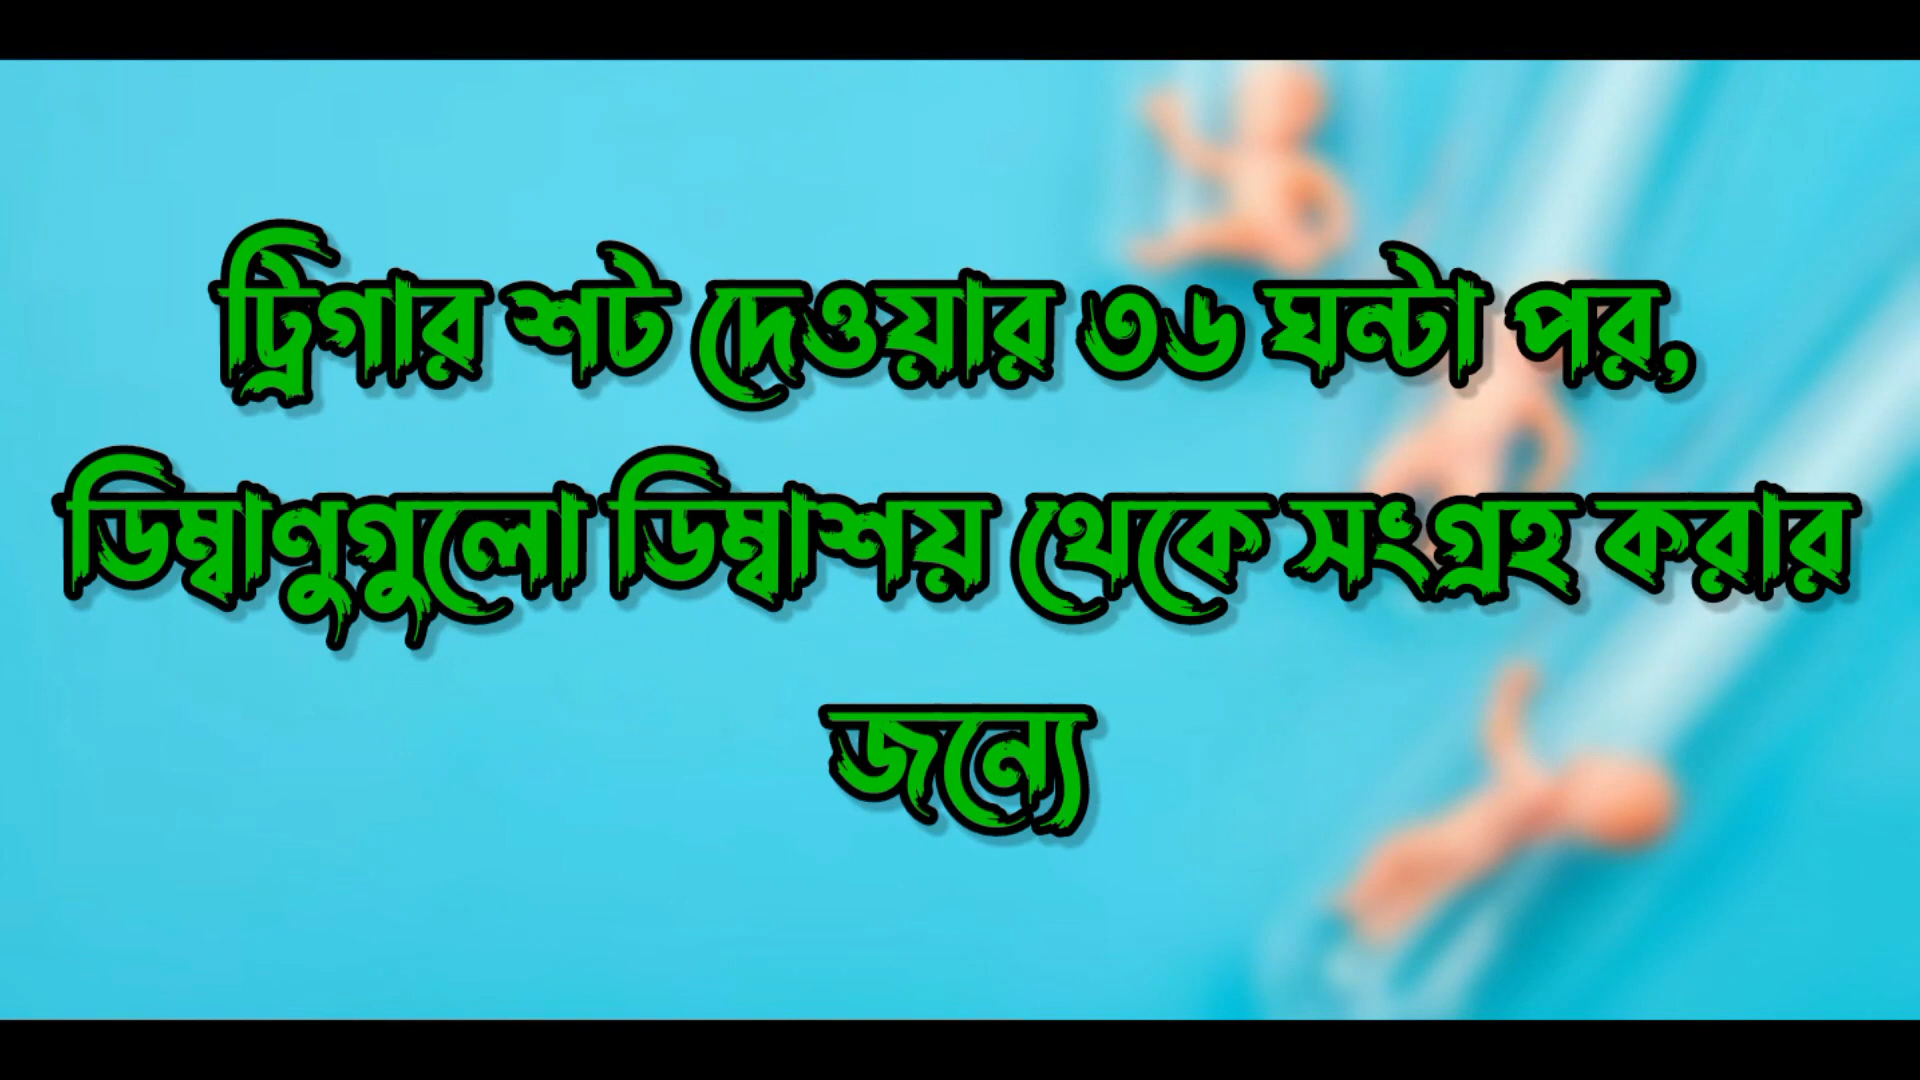 ট্রিগার শট দেওয়ার ৩৬ ঘন্টা পর,
ডিম্বাণুগুলো ডিম্বাশয় থেকে সংগ্রহ করার
জন্যে